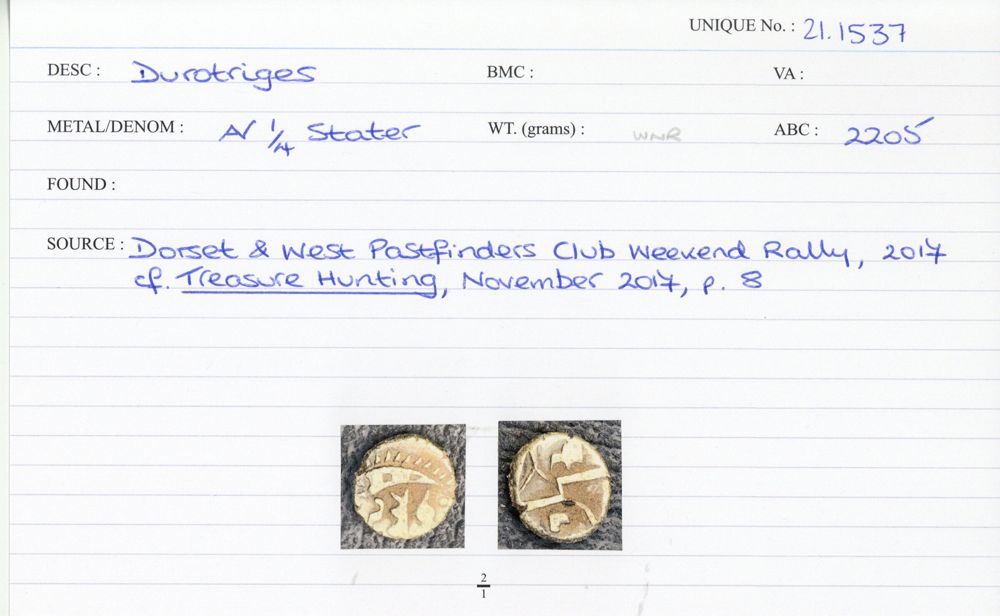 UNIQUE No. : 21.1537
DESC : Durotriges BMC : VA :
METAL/DENOM : AV 1/4 Stater WT. (grams) : WNR ABC : 2205
FOUND :
SOURCE : Dorset & West Pastfinders Club Weekend Rally, 2017
cf. Treasure Hunting, November 2017, p. 8
2
1